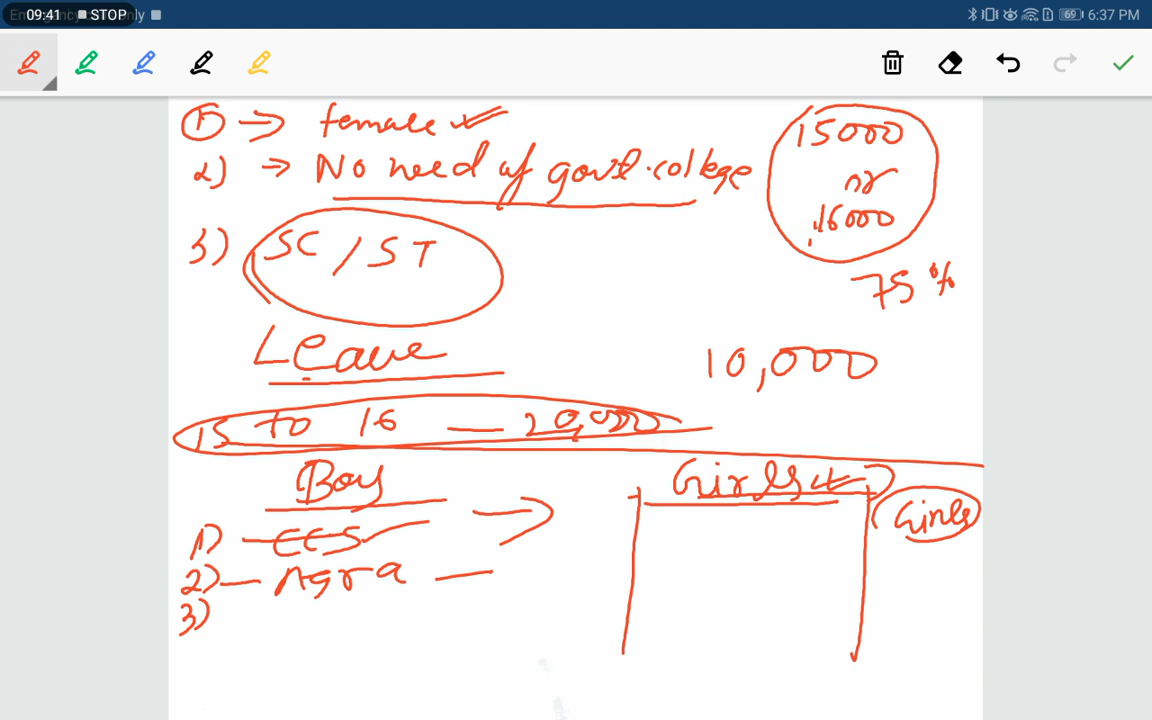 09:41 STOP
69 6:37 PM
1 → female
2) → No need of govt. college
15000
or
16000
3) SC / ST
75 %
Leave
10,000
15 to 16 — 20,000
Boy
Girls
Girls
1)
2) — Agra —
3)